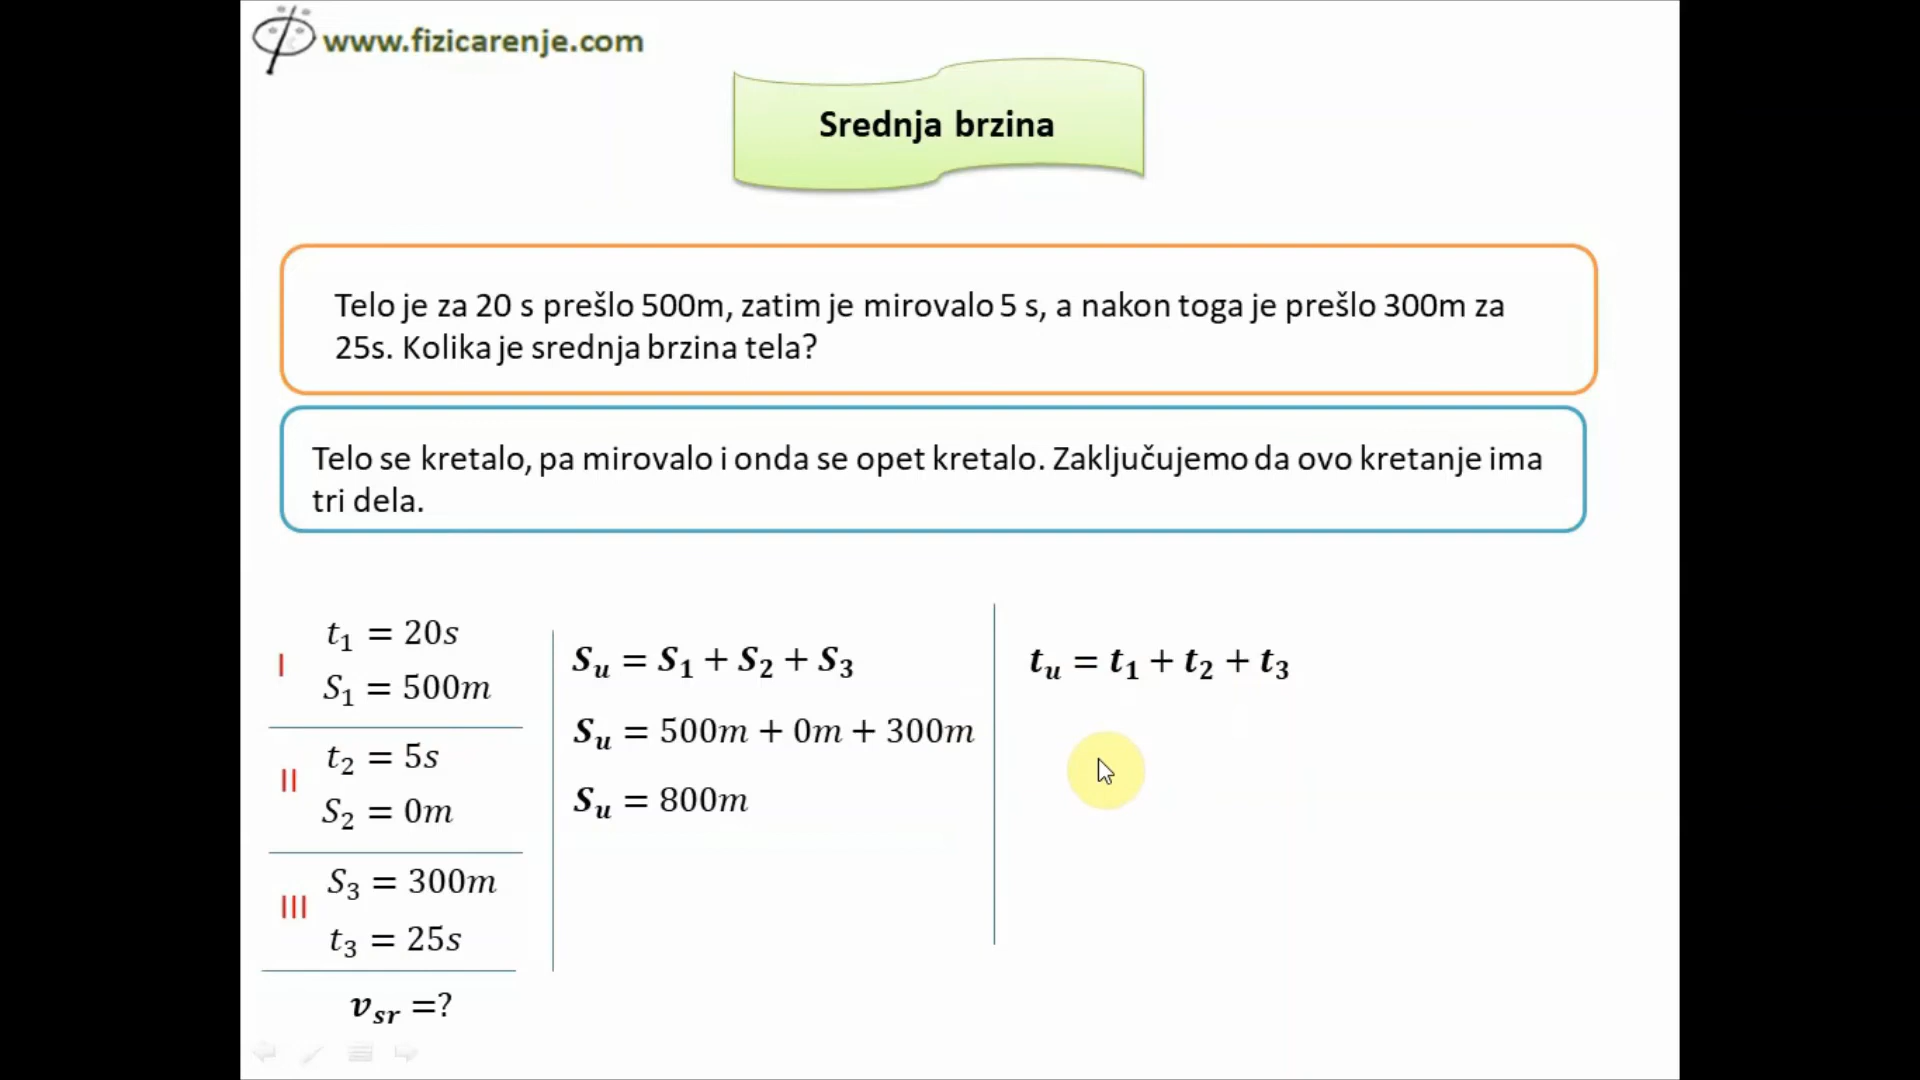 www.fizicarenje.com
Srednja brzina
Telo je za 20 s prešlo 500m, zatim je mirovalo 5 s, a nakon toga je prešlo 300m za
25s. Kolika je srednja brzina tela?
Telo se kretalo, pa mirovalo i onda se opet kretalo. Zaključujemo da ovo kretanje ima
tri dela.
I
t₁ = 20s
S₁ = 500m
II
t₂ = 5s
S₂ = 0m
III
S₃ = 300m
t₃ = 25s
v_sr =?
S_u = S₁ + S₂ + S₃
S_u = 500m + 0m + 300m
S_u = 800m
t_u = t₁ + t₂ + t₃